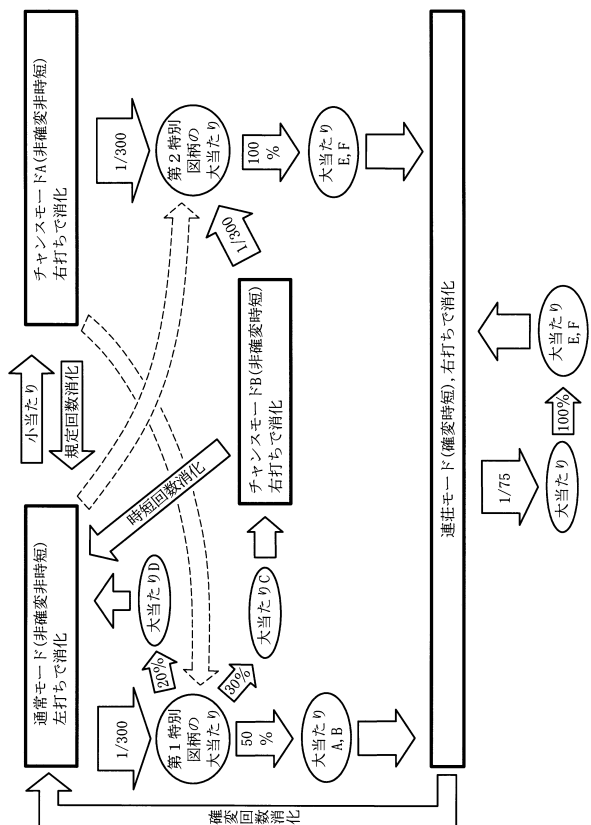 通常モード(非確変非時短)
左打ちで消化
小当たり
規定回数消化
チャンスモードA(非確変非時短)
右打ちで消化
1/300
大当たりD
時短回数消化
1/300
第1特別
図柄の
大当たり
20%
30%
大当たりC
チャンスモードB(非確変時短)
右打ちで消化
1/300
第2特別
図柄の
大当たり
50
%
100
%
大当たり
A,B
大当たり
E,F
確変回数消化
連荘モード(確変時短),右打ちで消化
1/75
大当たり
100%
大当たり
E,F